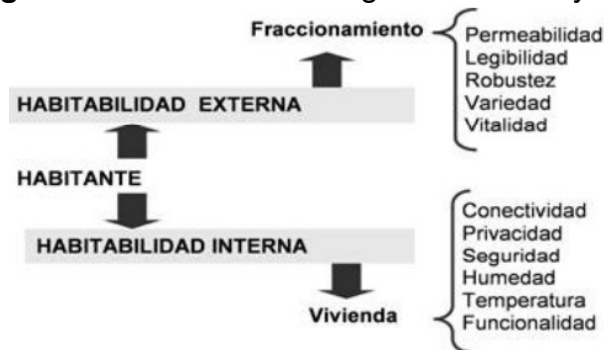 Fraccionamiento
Permeabilidad
Legibilidad
Robustez
Variedad
Vitalidad
HABITABILIDAD EXTERNA
HABITANTE
HABITABILIDAD INTERNA
Conectividad
Privacidad
Seguridad
Humedad
Temperatura
Funcionalidad
Vivienda